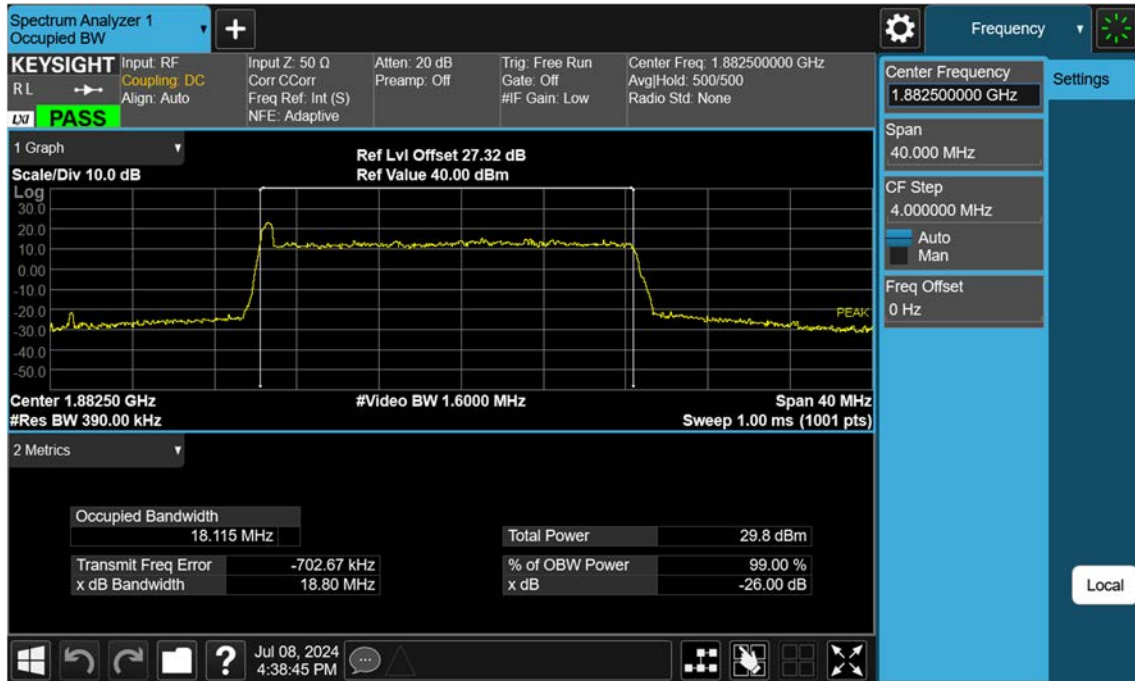 Spectrum Analyzer 1
Occupied BW
Frequency
KEYSIGHT
R L
LXI
PASS
Input: RF
Coupling: DC
Align: Auto
Input Z: 50 Ω
Corr CCorr
Freq Ref: Int (S)
NFE: Adaptive
Atten: 20 dB
Preamp: Off
Trig: Free Run
Gate: Off
#IF Gain: Low
Center Freq: 1.882500000 GHz
Avg|Hold: 500/500
Radio Std: None
Center Frequency
1.882500000 GHz
Settings
Span
40.000 MHz
CF Step
4.000000 MHz
Auto
Man
Freq Offset
0 Hz
Local
1 Graph
Scale/Div 10.0 dB
Ref Lvl Offset 27.32 dB
Ref Value 40.00 dBm
Log
30.0
20.0
10.0
0.00
-10.0
-20.0
-30.0
-40.0
-50.0
PEAK
Center 1.88250 GHz
#Video BW 1.6000 MHz
Span 40 MHz
#Res BW 390.00 kHz
Sweep 1.00 ms (1001 pts)
2 Metrics
Occupied Bandwidth
18.115 MHz
Total Power 29.8 dBm
Transmit Freq Error -702.67 kHz
% of OBW Power 99.00 %
x dB Bandwidth 18.80 MHz
x dB -26.00 dB
Jul 08, 2024
4:38:45 PM